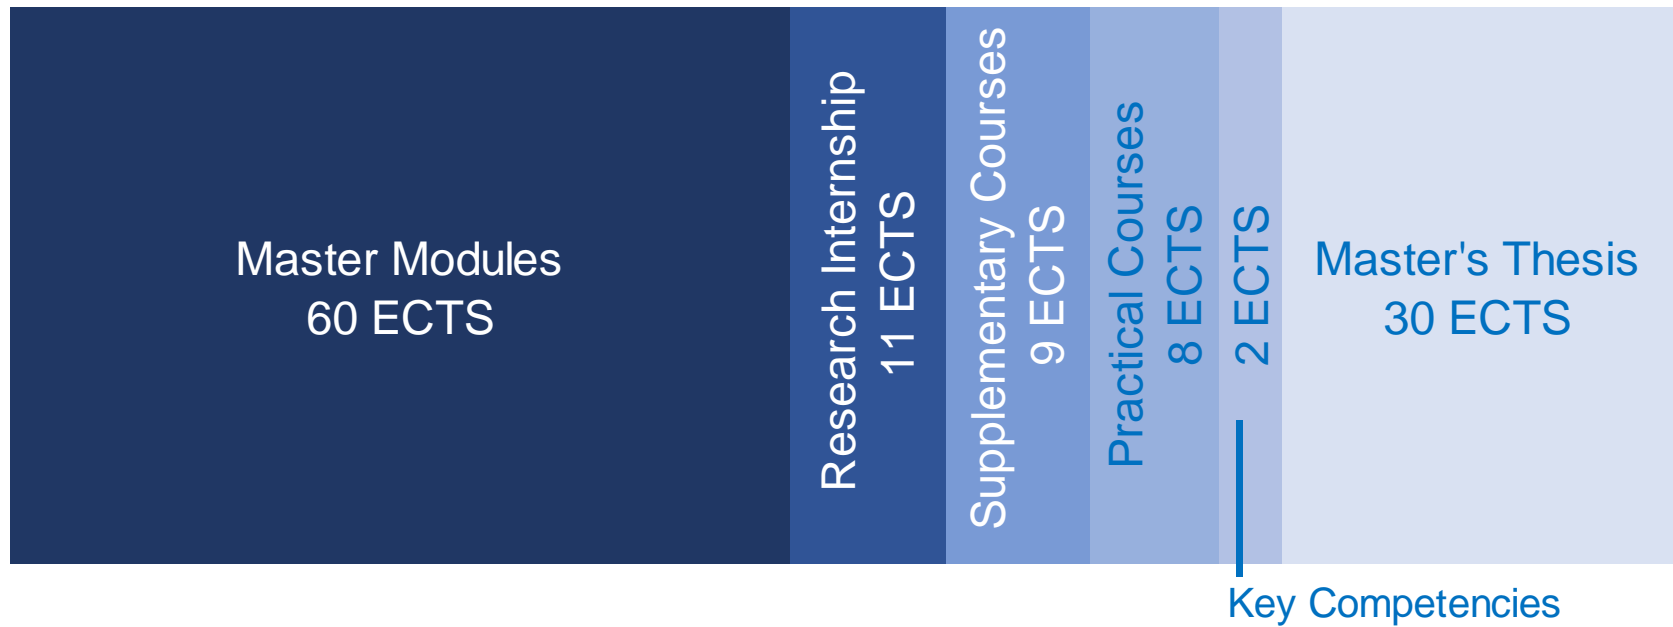 Master Modules
60 ECTS
Research Internship
11 ECTS
Supplementary Courses
9 ECTS
Practical Courses
8 ECTS
2 ECTS
Key Competencies
Master's Thesis
30 ECTS